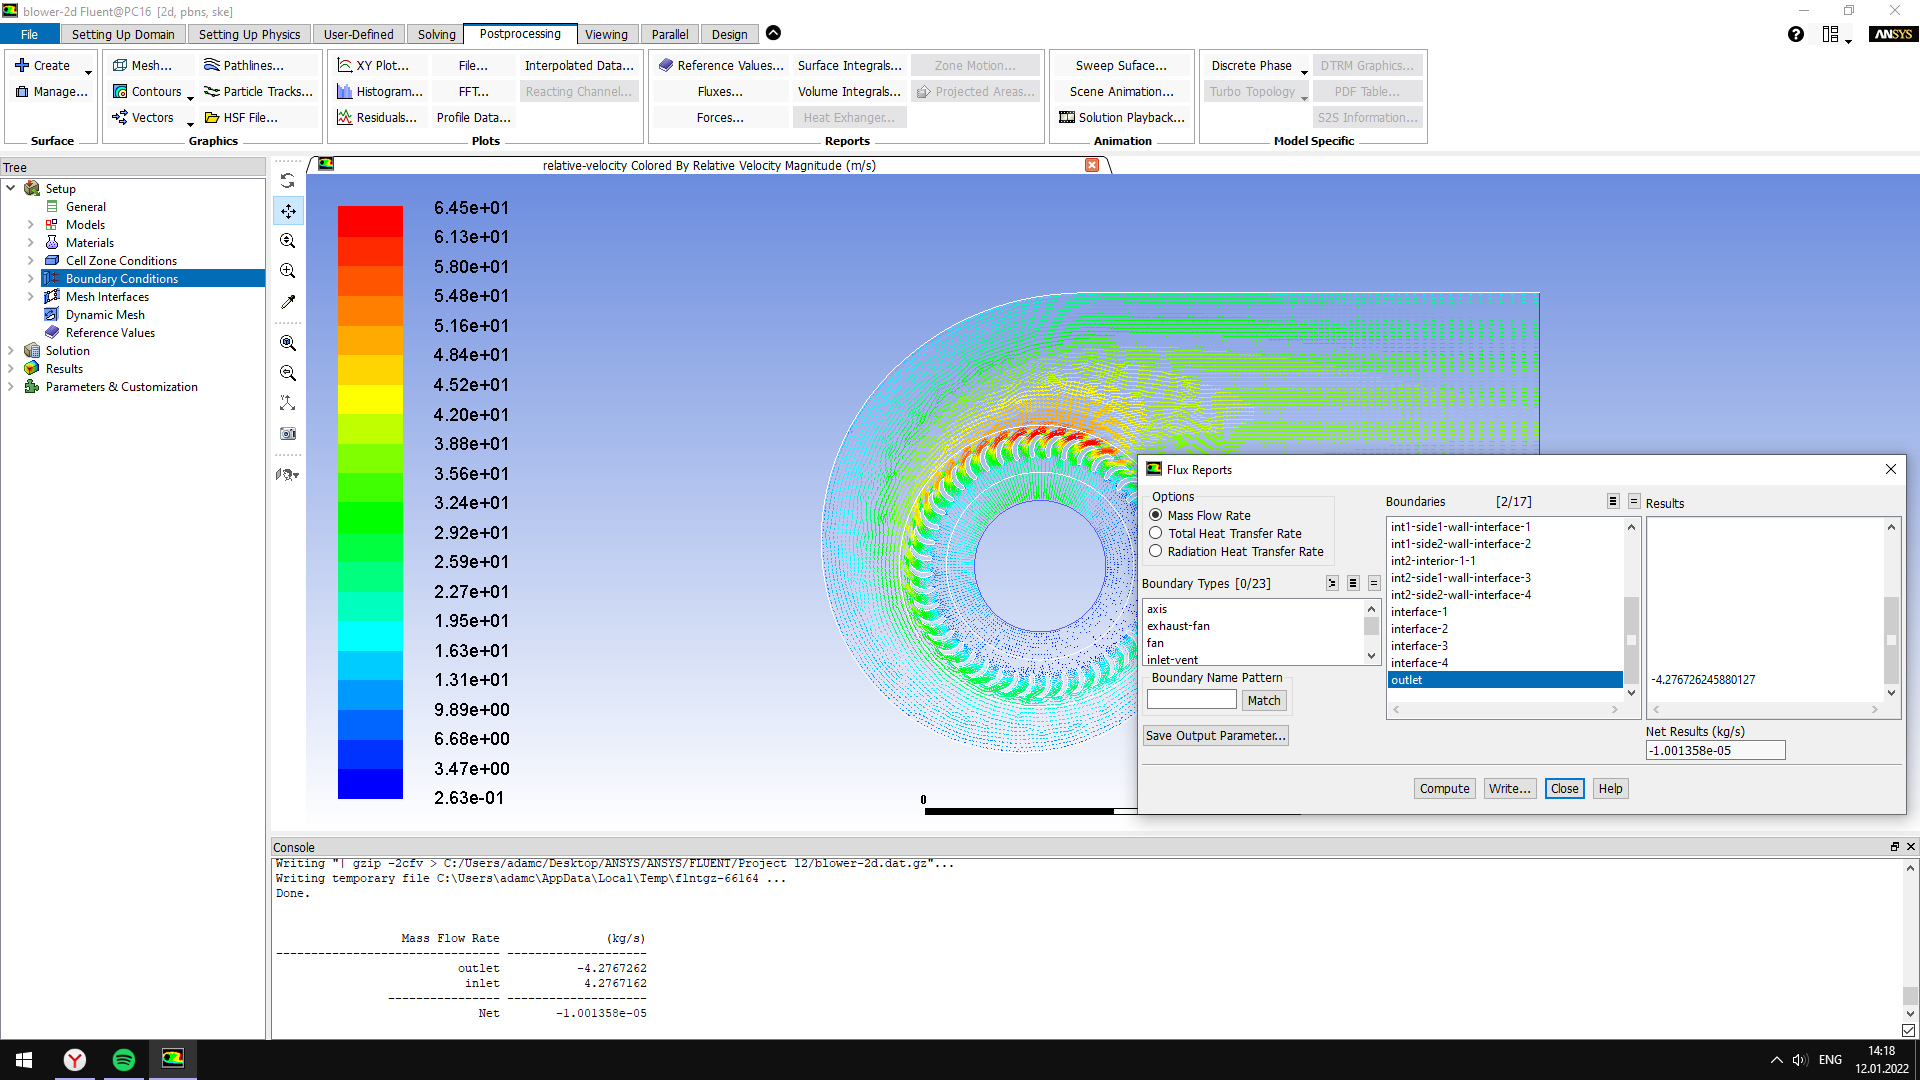 blower-2d Fluent@PC16 [2d, pbns, ske]
File Setting Up Domain Setting Up Physics User-Defined Solving Postprocessing Viewing Parallel Design
ANSYS
Create
Manage...
Surface
Mesh...
Contours
Vectors
Pathlines...
Particle Tracks...
HSF File...
Graphics
XY Plot...
Histogram...
Residuals...
File...
FFT...
Profile Data...
Interpolated Data...
Reacting Channel...
Plots
Reference Values...
Fluxes...
Forces...
Surface Integrals...
Volume Integrals...
Heat Exhanger...
Zone Motion...
Projected Areas...
Reports
Sweep Suface...
Scene Animation...
Solution Playback...
Animation
Discrete Phase
Turbo Topology
DTRM Graphics...
PDF Table...
S2S Information...
Model Specific
Tree
Setup
General
Models
Materials
Cell Zone Conditions
Boundary Conditions
Mesh Interfaces
Dynamic Mesh
Reference Values
Solution
Results
Parameters & Customization
relative-velocity Colored By Relative Velocity Magnitude (m/s)
6.45e+01
6.13e+01
5.80e+01
5.48e+01
5.16e+01
4.84e+01
4.52e+01
4.20e+01
3.88e+01
3.56e+01
3.24e+01
2.92e+01
2.59e+01
2.27e+01
1.95e+01
1.63e+01
1.31e+01
9.89e+00
6.68e+00
3.47e+00
2.63e-01
0
Flux Reports
Options
Mass Flow Rate
Total Heat Transfer Rate
Radiation Heat Transfer Rate
Boundary Types [0/23]
axis
exhaust-fan
fan
inlet-vent
Boundary Name Pattern
Match
Save Output Parameter...
Boundaries [2/17]
int1-side1-wall-interface-1
int1-side2-wall-interface-2
int2-interior-1-1
int2-side1-wall-interface-3
int2-side2-wall-interface-4
interface-1
interface-2
interface-3
interface-4
outlet
Results
-4.276726245880127
Net Results (kg/s)
-1.001358e-05
Compute Write... Close Help
Console
Writing "| gzip -2cfv > C:/Users/adamc/Desktop/ANSYS/ANSYS/FLUENT/Project 12/blower-2d.dat.gz"...
Writing temporary file C:\Users\adamc\AppData\Local\Temp\flntgz-66164 ...
Done.
Mass Flow Rate (kg/s)
-------------------------------- --------------------
outlet -4.2767262
inlet 4.2767162
---------------- --------------------
Net -1.001358e-05
ENG
14:18
12.01.2022